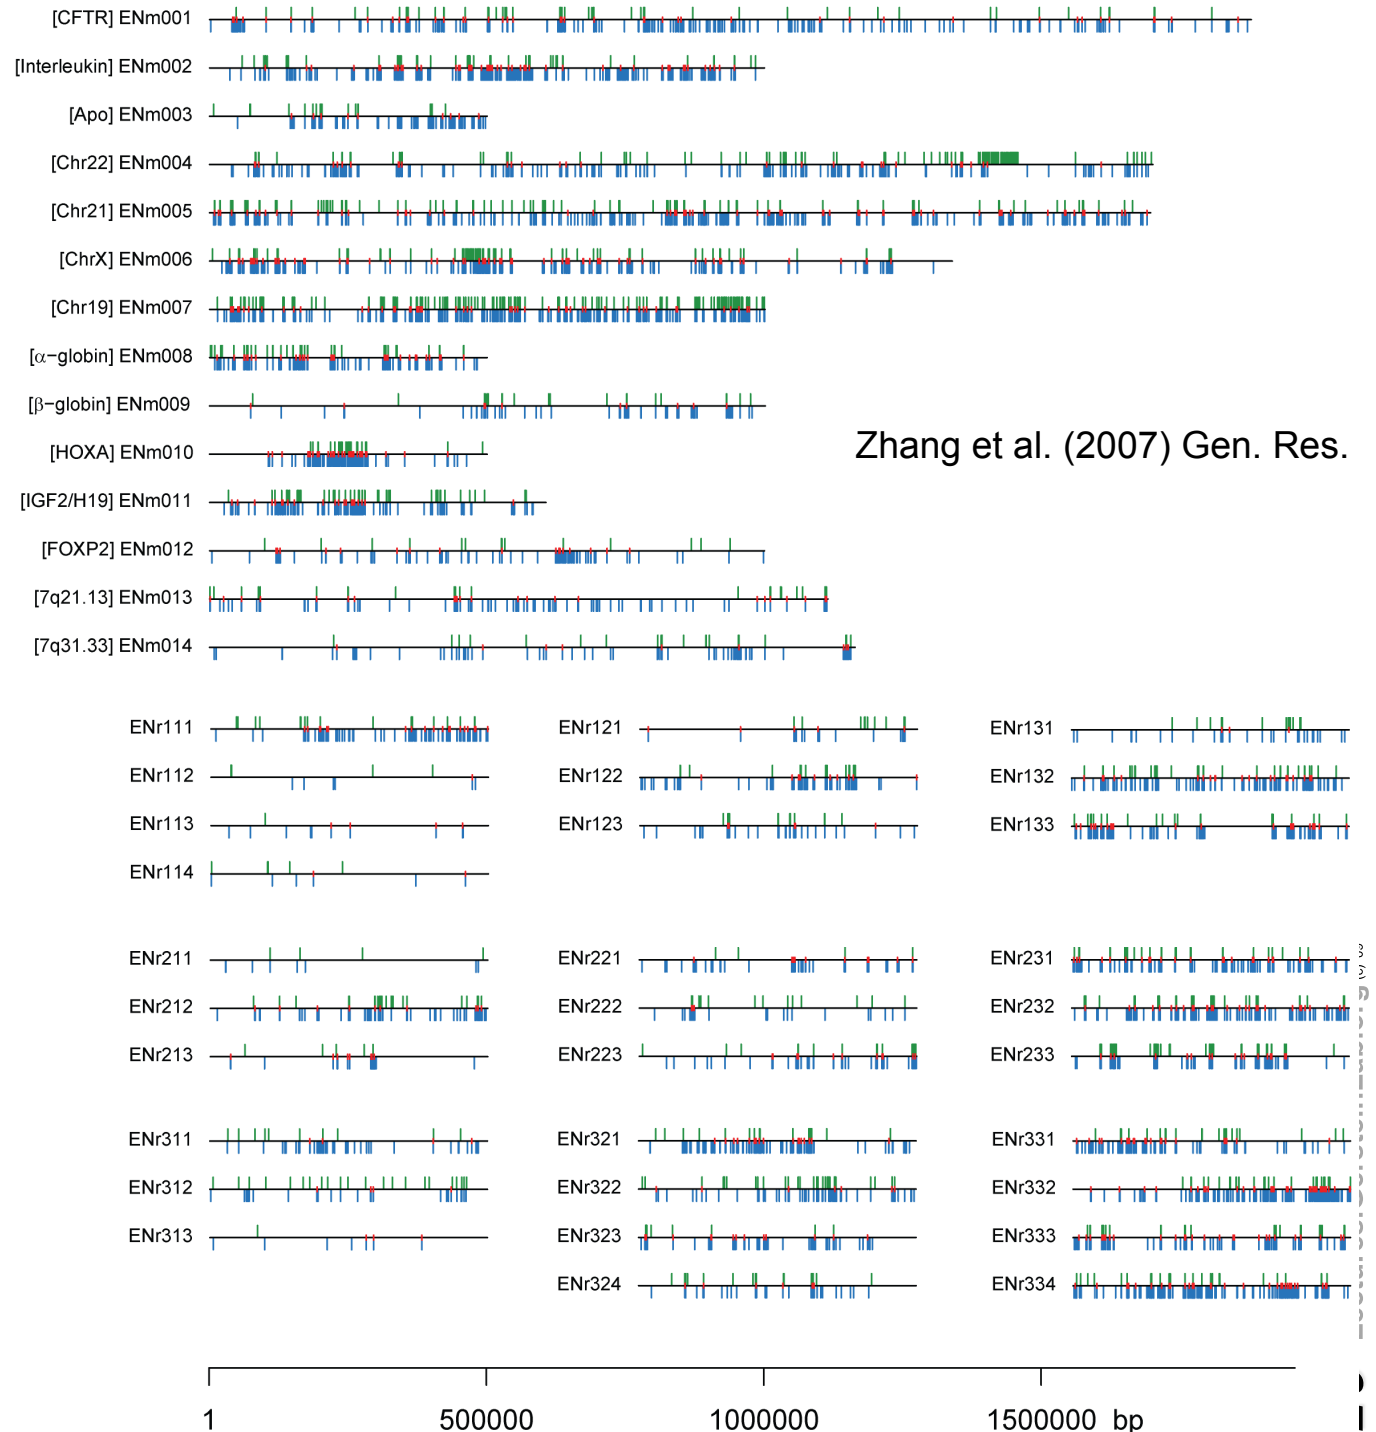 [CFTR] ENm001
[Interleukin] ENm002
[Apo] ENm003
[Chr22] ENm004
[Chr21] ENm005
[ChrX] ENm006
[Chr19] ENm007
[α−globin] ENm008
[β−globin] ENm009
[HOXA] ENm010
Zhang et al. (2007) Gen. Res.
[IGF2/H19] ENm011
[FOXP2] ENm012
[7q21.13] ENm013
[7q31.33] ENm014
ENr111 ENr121 ENr131
ENr112 ENr122 ENr132
ENr113 ENr123 ENr133
ENr114
ENr211 ENr221 ENr231
ENr212 ENr222 ENr232
ENr213 ENr223 ENr233
ENr311 ENr321 ENr331
ENr312 ENr322 ENr332
ENr313 ENr323 ENr333
ENr324 ENr334
1 500000 1000000 1500000 bp